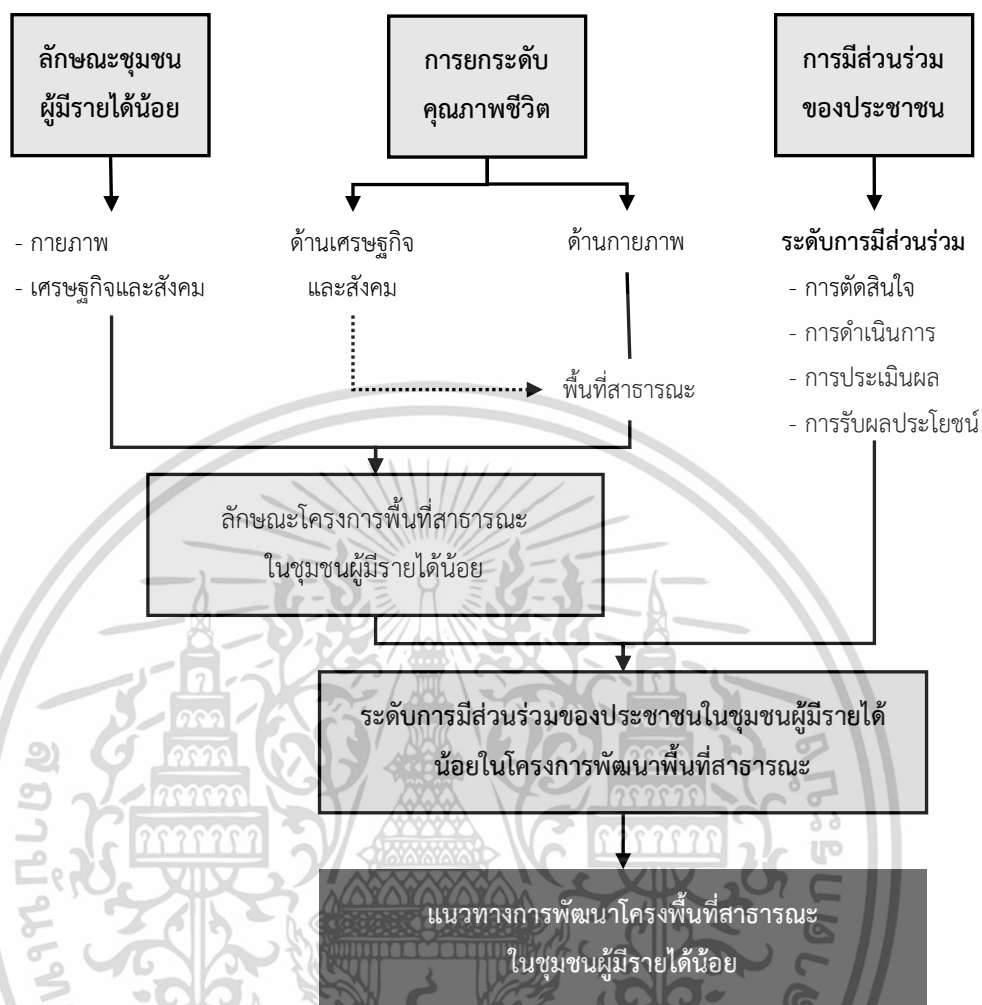 ลักษณะชุมชน
ผู้มีรายได้น้อย
การยกระดับ
คุณภาพชีวิต
การมีส่วนร่วม
ของประชาชน
- กายภาพ
- เศรษฐกิจและสังคม
ด้านเศรษฐกิจ
และสังคม
ด้านกายภาพ
พื้นที่สาธารณะ
ระดับการมีส่วนร่วม
- การตัดสินใจ
- การดำเนินการ
- การประเมินผล
- การรับผลประโยชน์
ลักษณะโครงการพื้นที่สาธารณะ
ในชุมชนผู้มีรายได้น้อย
ระดับการมีส่วนร่วมของประชาชนในชุมชนผู้มีรายได้
น้อยในโครงการพัฒนาพื้นที่สาธารณะ
แนวทางการพัฒนาโครงพื้นที่สาธารณะ
ในชุมชนผู้มีรายได้น้อย